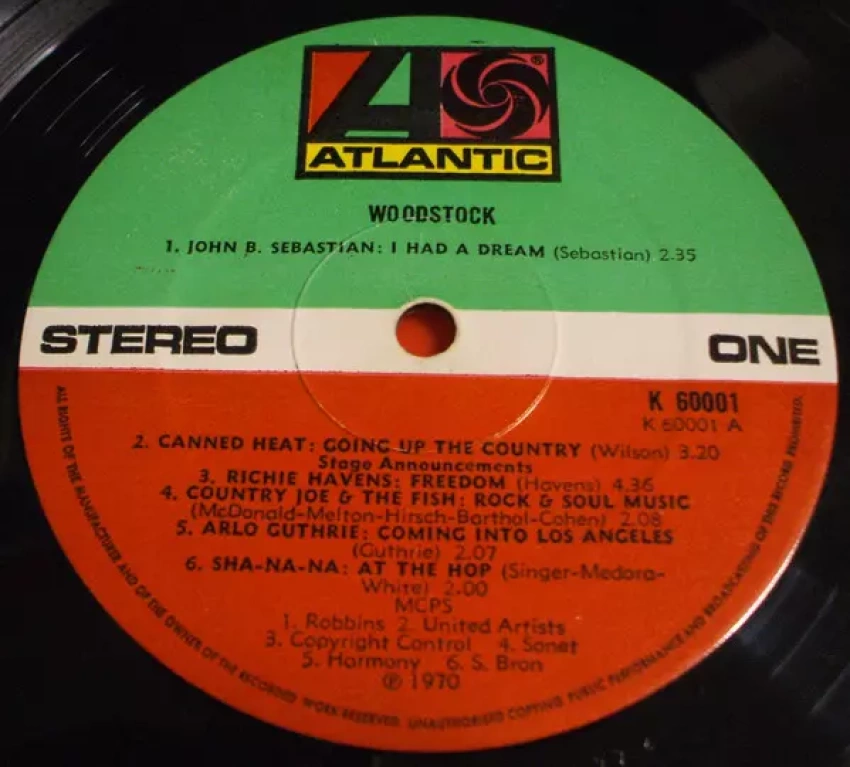 ®
ATLANTIC
WOODSTOCK
1. JOHN B. SEBASTIAN: I HAD A DREAM (Sebastian) 2.35
STEREO
ONE
K 60001
K 60001 A
2. CANNED HEAT: GOING UP THE COUNTRY (Wilson) 3.20
Stage Announcements
3. RICHIE HAVENS: FREEDOM (Havens) 4.36
4. COUNTRY JOE & THE FISH: ROCK & SOUL MUSIC
(McDonald-Melton-Hirsch-Barthol-Cohen) 2.08
5. ARLO GUTHRIE: COMING INTO LOS ANGELES
(Guthrie) 2.07
6. SHA-NA-NA: AT THE HOP (Singer-Medora-
White) 2.00
MCPS
1. Robbins 2. United Artists
3. Copyright Control 4. Sonet
5. Harmony 6. S. Bron
℗ 1970
ALL RIGHTS OF THE MANUFACTURER AND OF THE OWNER OF THE RECORDED WORK RESERVED. UNAUTHORISED COPYING, PUBLIC PERFORMANCE AND BROADCASTING OF THIS RECORD PROHIBITED.